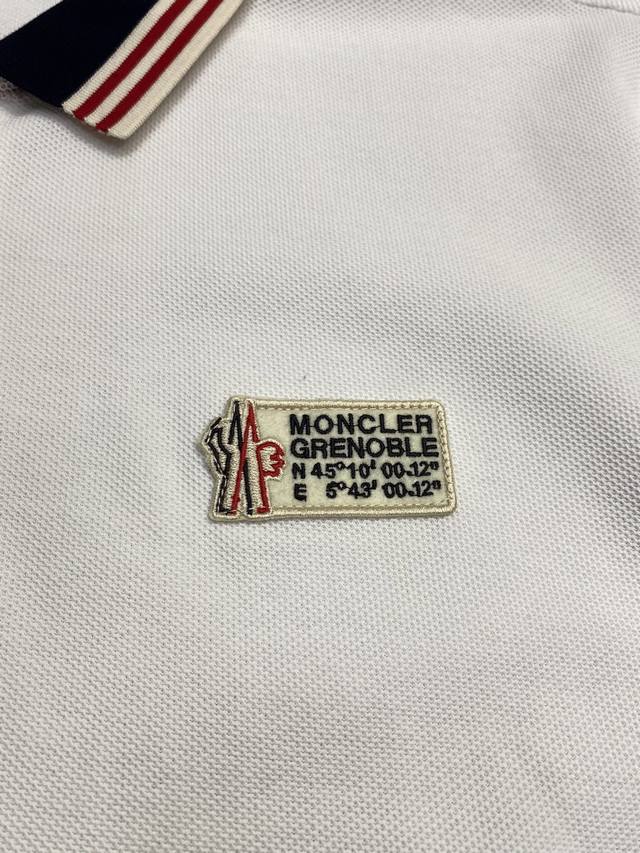 MONCLER
GRENOBLE
N 45° 10' 00.12"
E 5° 43' 00.12"